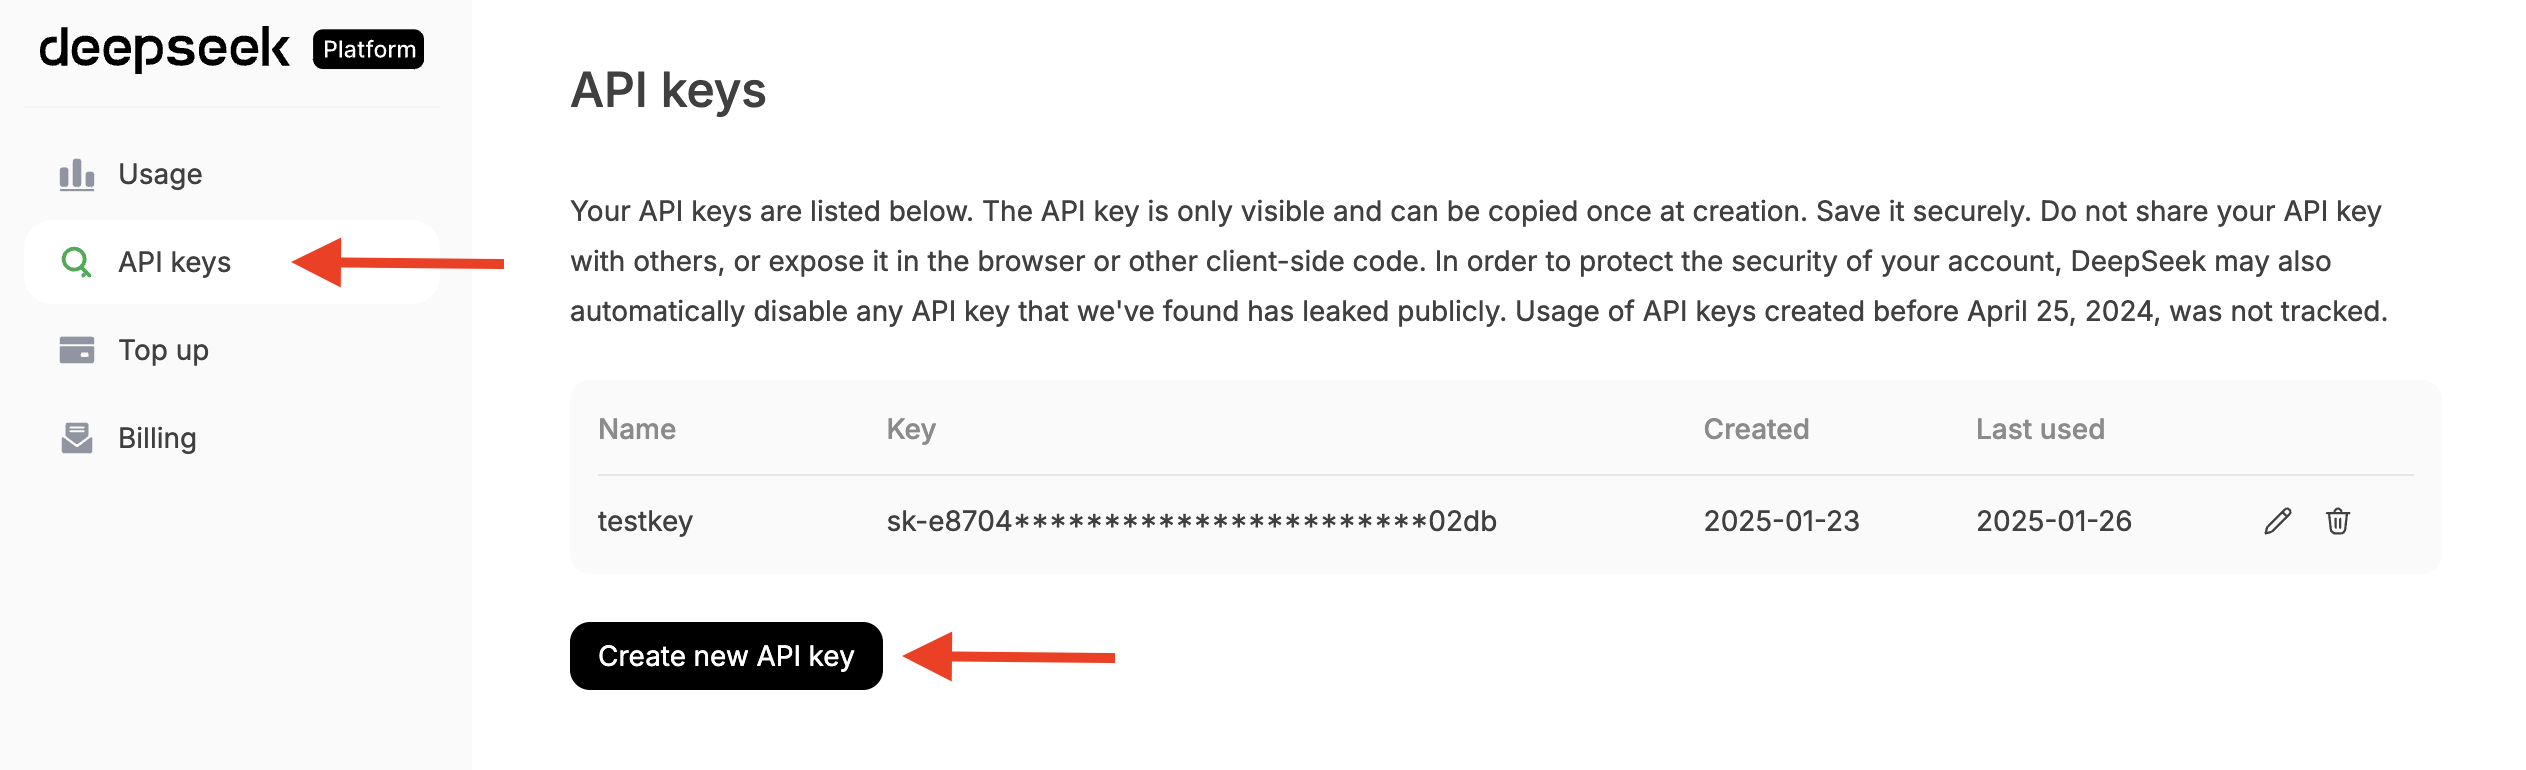 deepseek Platform
Usage
API keys
Top up
Billing
API keys
Your API keys are listed below. The API key is only visible and can be copied once at creation. Save it securely. Do not share your API key
with others, or expose it in the browser or other client-side code. In order to protect the security of your account, DeepSeek may also
automatically disable any API key that we've found has leaked publicly. Usage of API keys created before April 25, 2024, was not tracked.
Name Key Created Last used
testkey sk-e8704***********************02db 2025-01-23 2025-01-26
Create new API key